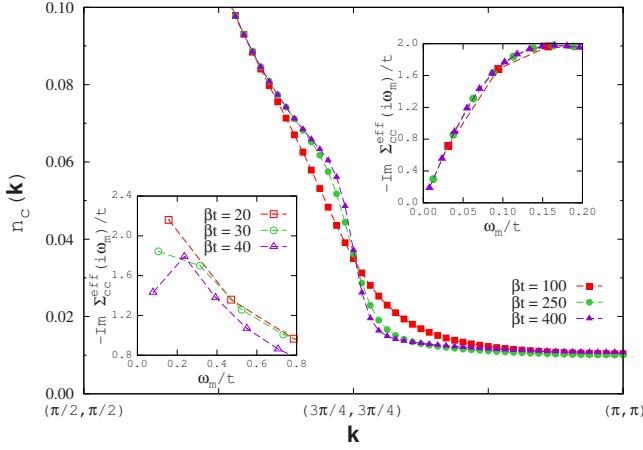 0.10
0.08
0.06
0.04
0.02
0.00
n_c(k)
(π/2,π/2)
(3π/4,3π/4)
(π,π)
k
βt = 100
βt = 250
βt = 400
2.0
1.6
1.2
0.8
0.4
0.0
-Im Σ_cc^eff(iω_m)/t
0.00 0.05 0.10 0.15 0.20
ω_m/t
2.4
2.0
1.6
1.2
0.8
-Im Σ_cc^eff(iω_m)/t
βt = 20
βt = 30
βt = 40
0.0 0.2 0.4 0.6 0.8
ω_m/t